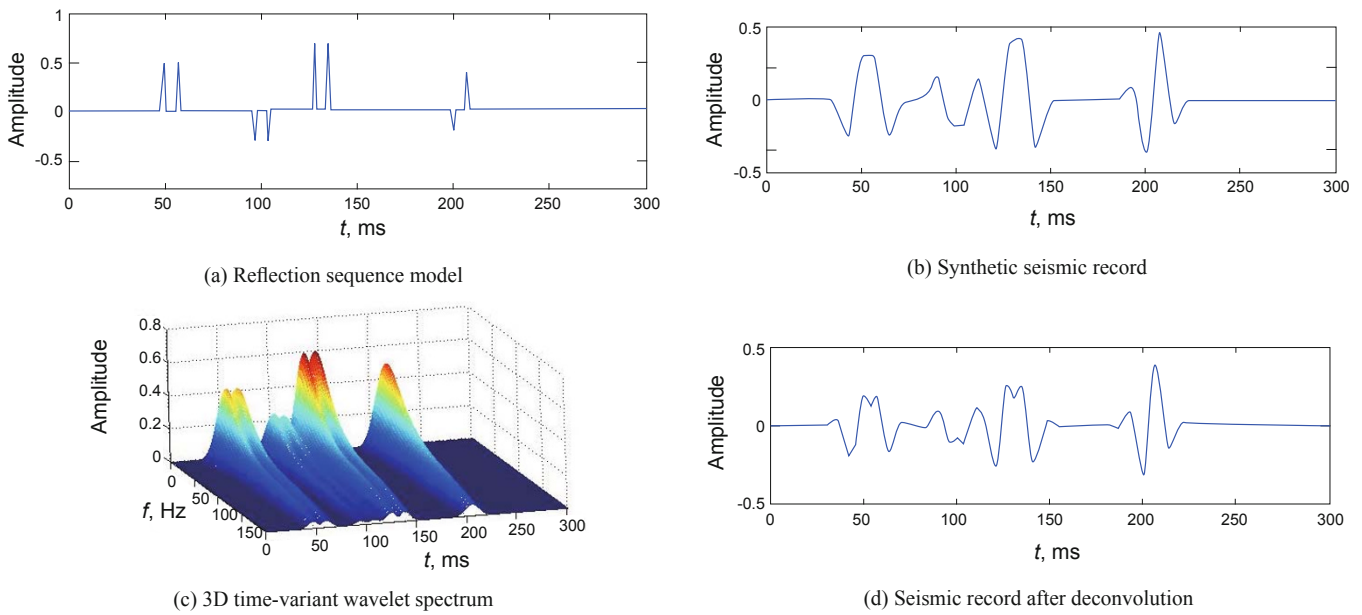 1
0.5
0
-0.5
Amplitude
0 50 100 150 200 250 300
t, ms
(a) Reflection sequence model
0.5
0
-0.5
Amplitude
0 50 100 150 200 250 300
t, ms
(b) Synthetic seismic record
0.8
0.6
0.4
0.2
0
Amplitude
0
50
100
150
f, Hz
0 50 100 150 200 250 300
t, ms
(c) 3D time-variant wavelet spectrum
0.5
0
-0.5
Amplitude
0 50 100 150 200 250 300
t, ms
(d) Seismic record after deconvolution